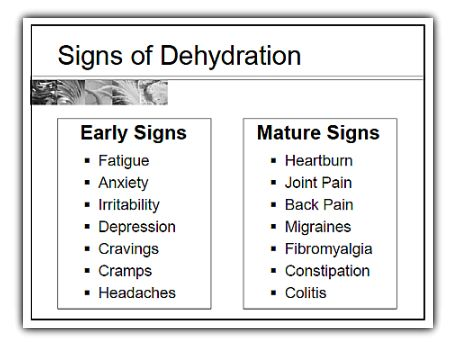 Signs of Dehydration
Early Signs
▪ Fatigue
▪ Anxiety
▪ Irritability
▪ Depression
▪ Cravings
▪ Cramps
▪ Headaches
Mature Signs
▪ Heartburn
▪ Joint Pain
▪ Back Pain
▪ Migraines
▪ Fibromyalgia
▪ Constipation
▪ Colitis